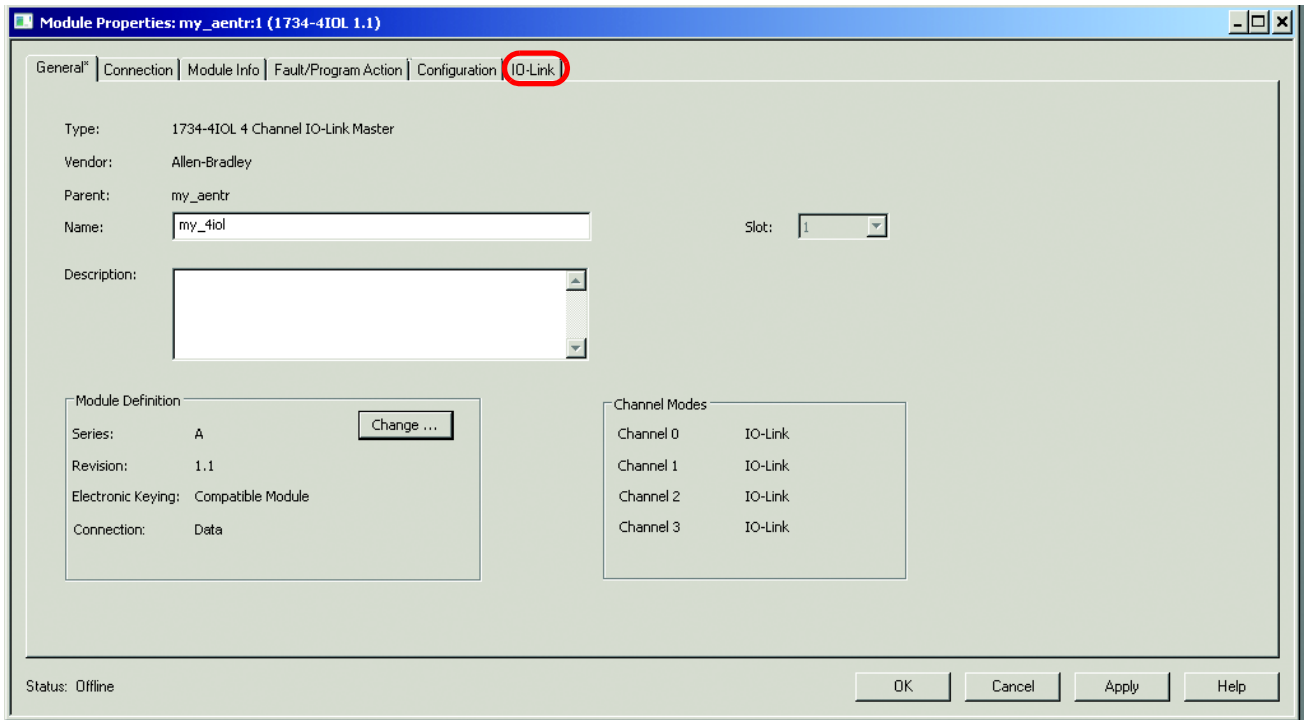 Module Properties: my_aentr:1 (1734-4IOL 1.1)
General* Connection Module Info Fault/Program Action Configuration IO-Link
Type: 1734-4IOL 4 Channel IO-Link Master
Vendor: Allen-Bradley
Parent: my_aentr
Name: my_4iol Slot: 1
Description:
Module Definition
Change ...
Series: A
Revision: 1.1
Electronic Keying: Compatible Module
Connection: Data
Channel Modes
Channel 0 IO-Link
Channel 1 IO-Link
Channel 2 IO-Link
Channel 3 IO-Link
Status: Offline OK Cancel Apply Help